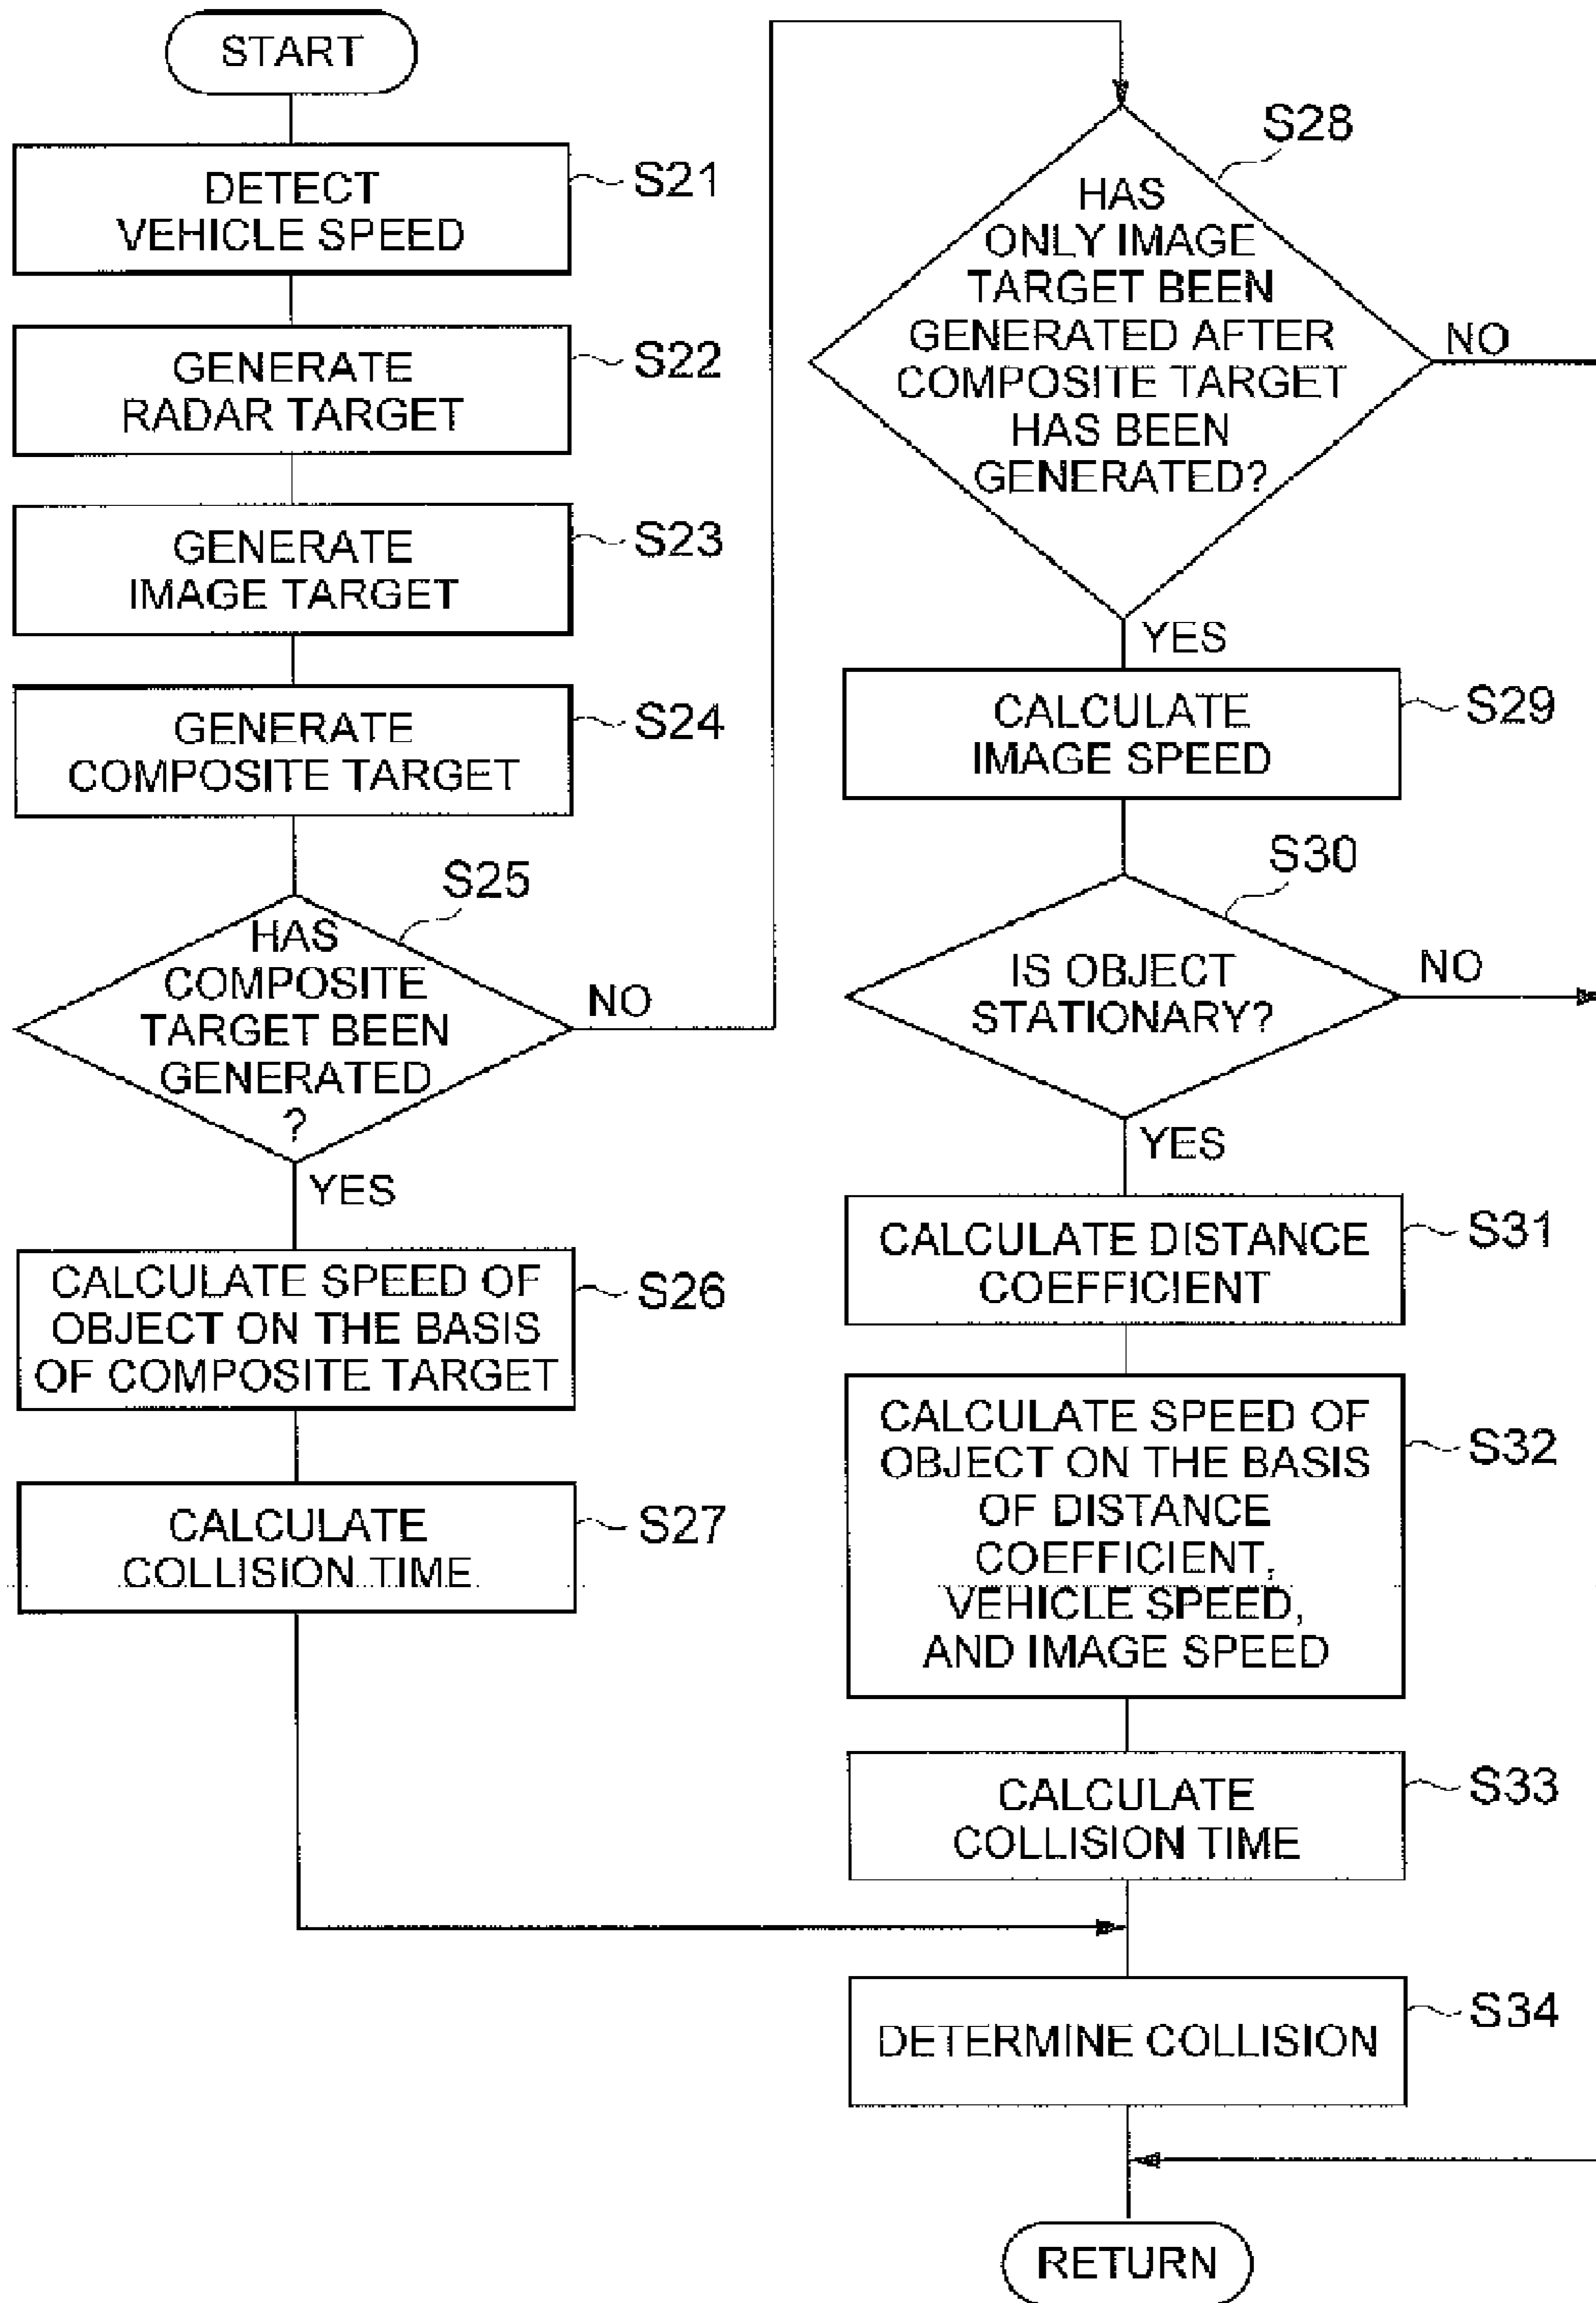 START
DETECT
VEHICLE SPEED
S21
GENERATE
RADAR TARGET
S22
GENERATE
IMAGE TARGET
S23
GENERATE
COMPOSITE TARGET
S24
S25
HAS
COMPOSITE
TARGET BEEN
GENERATED
?
NO
YES
CALCULATE SPEED OF
OBJECT ON THE BASIS
OF COMPOSITE TARGET
S26
CALCULATE
COLLISION TIME
S27
S28
HAS
ONLY IMAGE
TARGET BEEN
GENERATED AFTER
COMPOSITE TARGET
HAS BEEN
GENERATED?
NO
YES
CALCULATE
IMAGE SPEED
S29
S30
IS OBJECT
STATIONARY?
NO
YES
CALCULATE DISTANCE
COEFFICIENT
S31
CALCULATE SPEED OF
OBJECT ON THE BASIS
OF DISTANCE
COEFFICIENT,
VEHICLE SPEED,
AND IMAGE SPEED
S32
CALCULATE
COLLISION TIME
S33
DETERMINE COLLISION
S34
RETURN